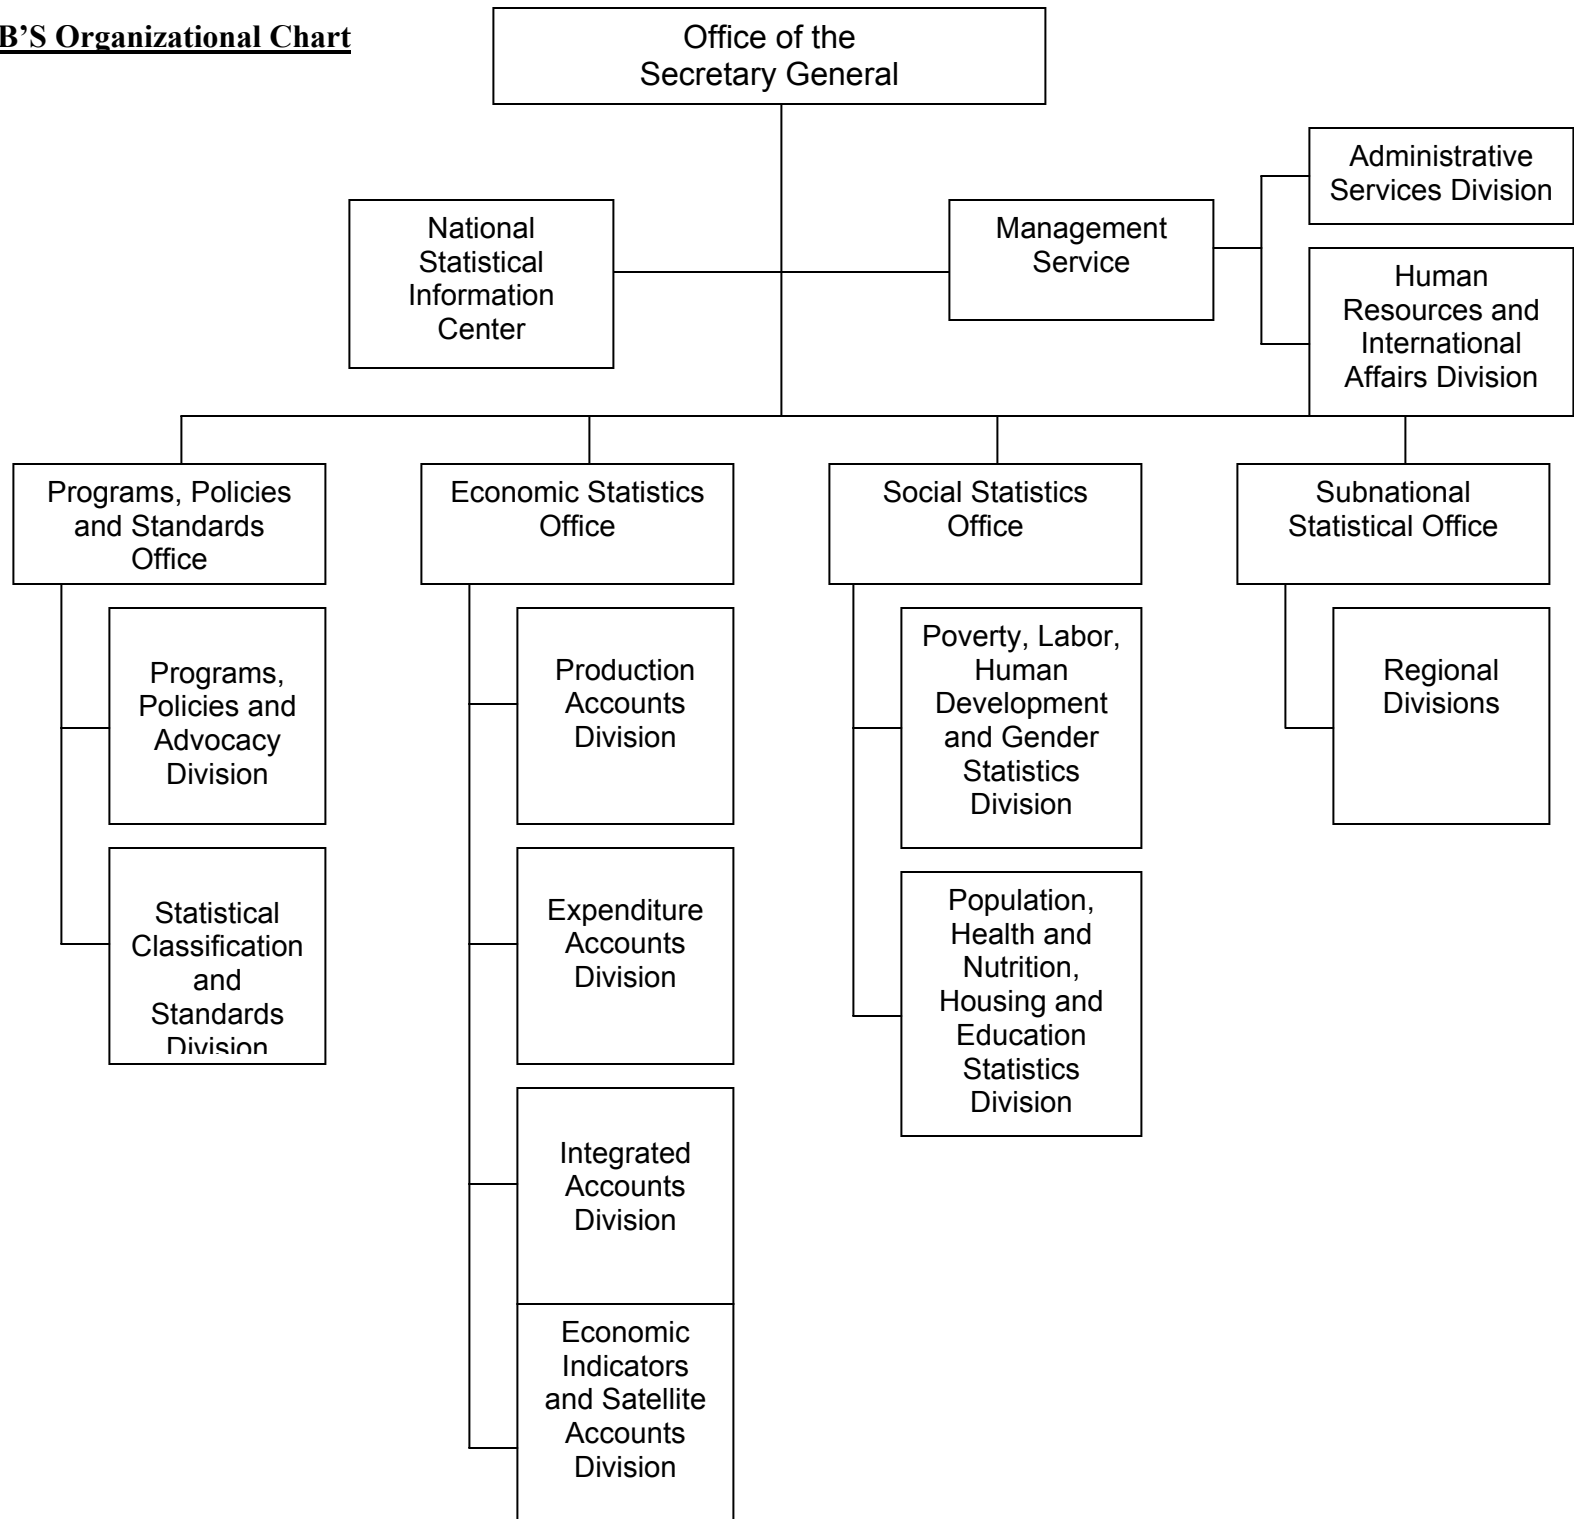 B'S Organizational Chart
Office of the
Secretary General
Administrative
Services Division
National
Statistical
Information
Center
Management
Service
Human
Resources and
International
Affairs Division
Programs, Policies
and Standards
Office
Economic Statistics
Office
Social Statistics
Office
Subnational
Statistical Office
Programs,
Policies and
Advocacy
Division
Production
Accounts
Division
Poverty, Labor,
Human
Development
and Gender
Statistics
Division
Regional
Divisions
Statistical
Classification
and
Standards
Division
Expenditure
Accounts
Division
Population,
Health and
Nutrition,
Housing and
Education
Statistics
Division
Integrated
Accounts
Division
Economic
Indicators
and Satellite
Accounts
Division